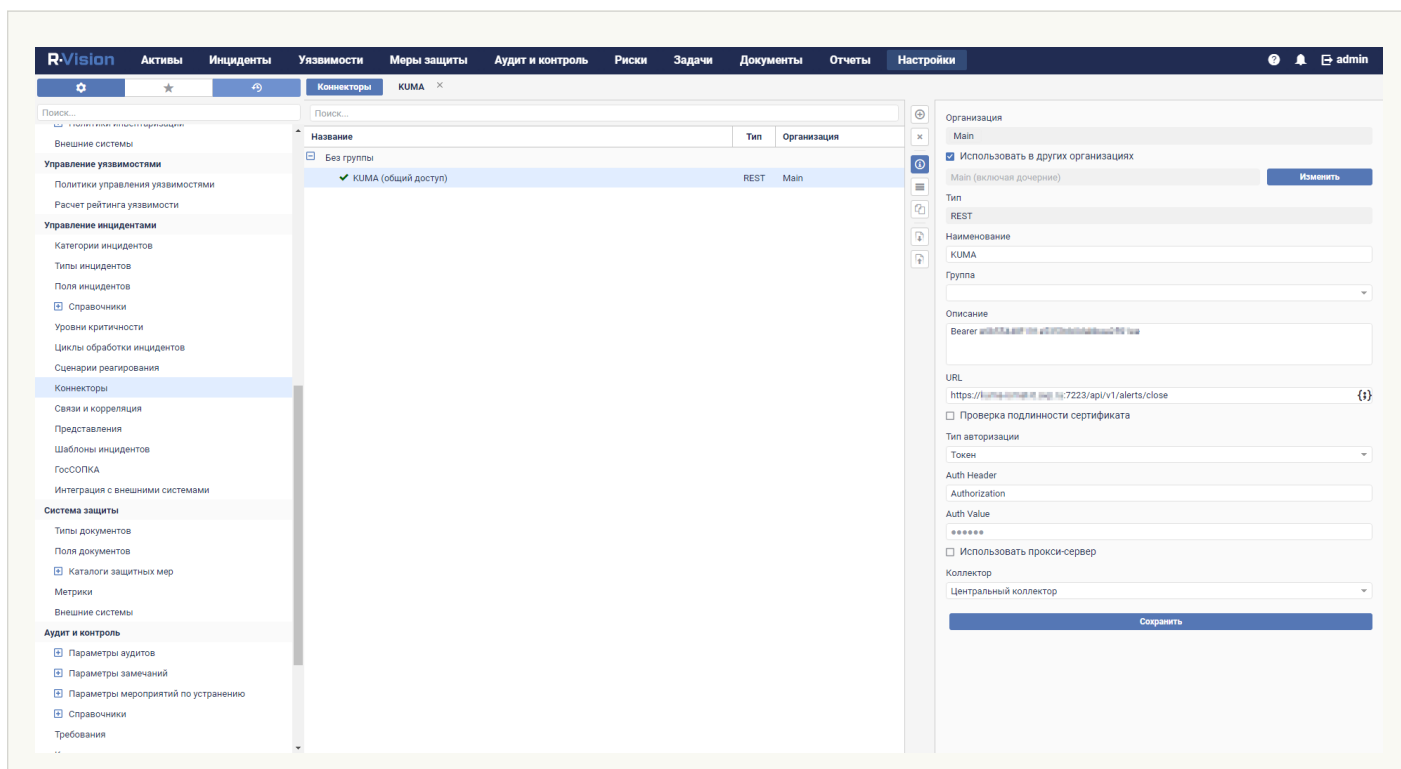 R·Vision Активы Инциденты Уязвимости Меры защиты Аудит и контроль Риски Задачи Документы Отчеты Настройки admin
Коннекторы KUMA
Поиск...
Внешние системы
Управление уязвимостями
Политики управления уязвимостями
Расчет рейтинга уязвимости
Управление инцидентами
Категории инцидентов
Типы инцидентов
Поля инцидентов
Справочники
Уровни критичности
Циклы обработки инцидентов
Сценарии реагирования
Коннекторы
Связи и корреляция
Представления
Шаблоны инцидентов
ГосСОПКА
Интеграция с внешними системами
Система защиты
Типы документов
Поля документов
Каталоги защитных мер
Метрики
Внешние системы
Аудит и контроль
Параметры аудитов
Параметры замечаний
Параметры мероприятий по устранению
Справочники
Требования
Поиск...
Название Тип Организация
Без группы
KUMA (общий доступ) REST Main
Организация
Main
Использовать в других организациях
Main (включая дочерние) Изменить
Тип
REST
Наименование
KUMA
Группа
Описание
Bearer
URL
https:// :7223/api/v1/alerts/close {;}
Проверка подлинности сертификата
Тип авторизации
Токен
Auth Header
Authorization
Auth Value
Использовать прокси-сервер
Коллектор
Центральный коллектор
Сохранить